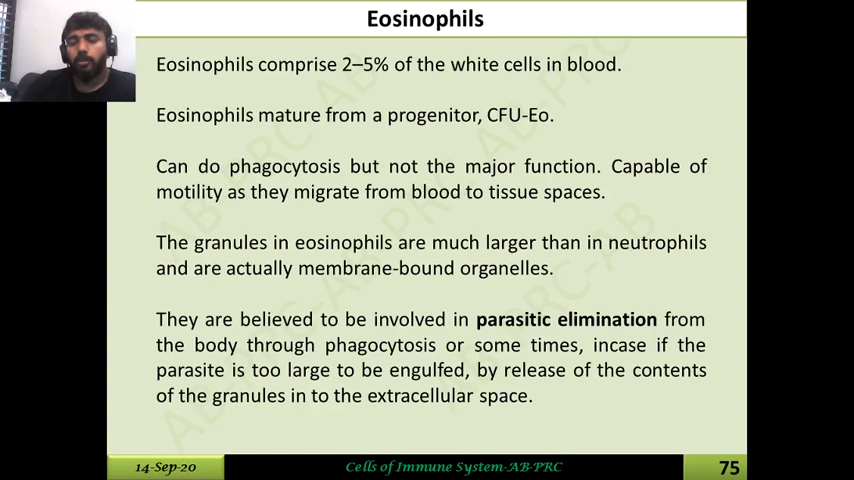 Eosinophils
Eosinophils comprise 2–5% of the white cells in blood.
Eosinophils mature from a progenitor, CFU-Eo.
Can do phagocytosis but not the major function. Capable of
motility as they migrate from blood to tissue spaces.
The granules in eosinophils are much larger than in neutrophils
and are actually membrane-bound organelles.
They are believed to be involved in parasitic elimination from
the body through phagocytosis or some times, incase if the
parasite is too large to be engulfed, by release of the contents
of the granules in to the extracellular space.
14-Sep-20
Cells of Immune System-AB-PRC
75